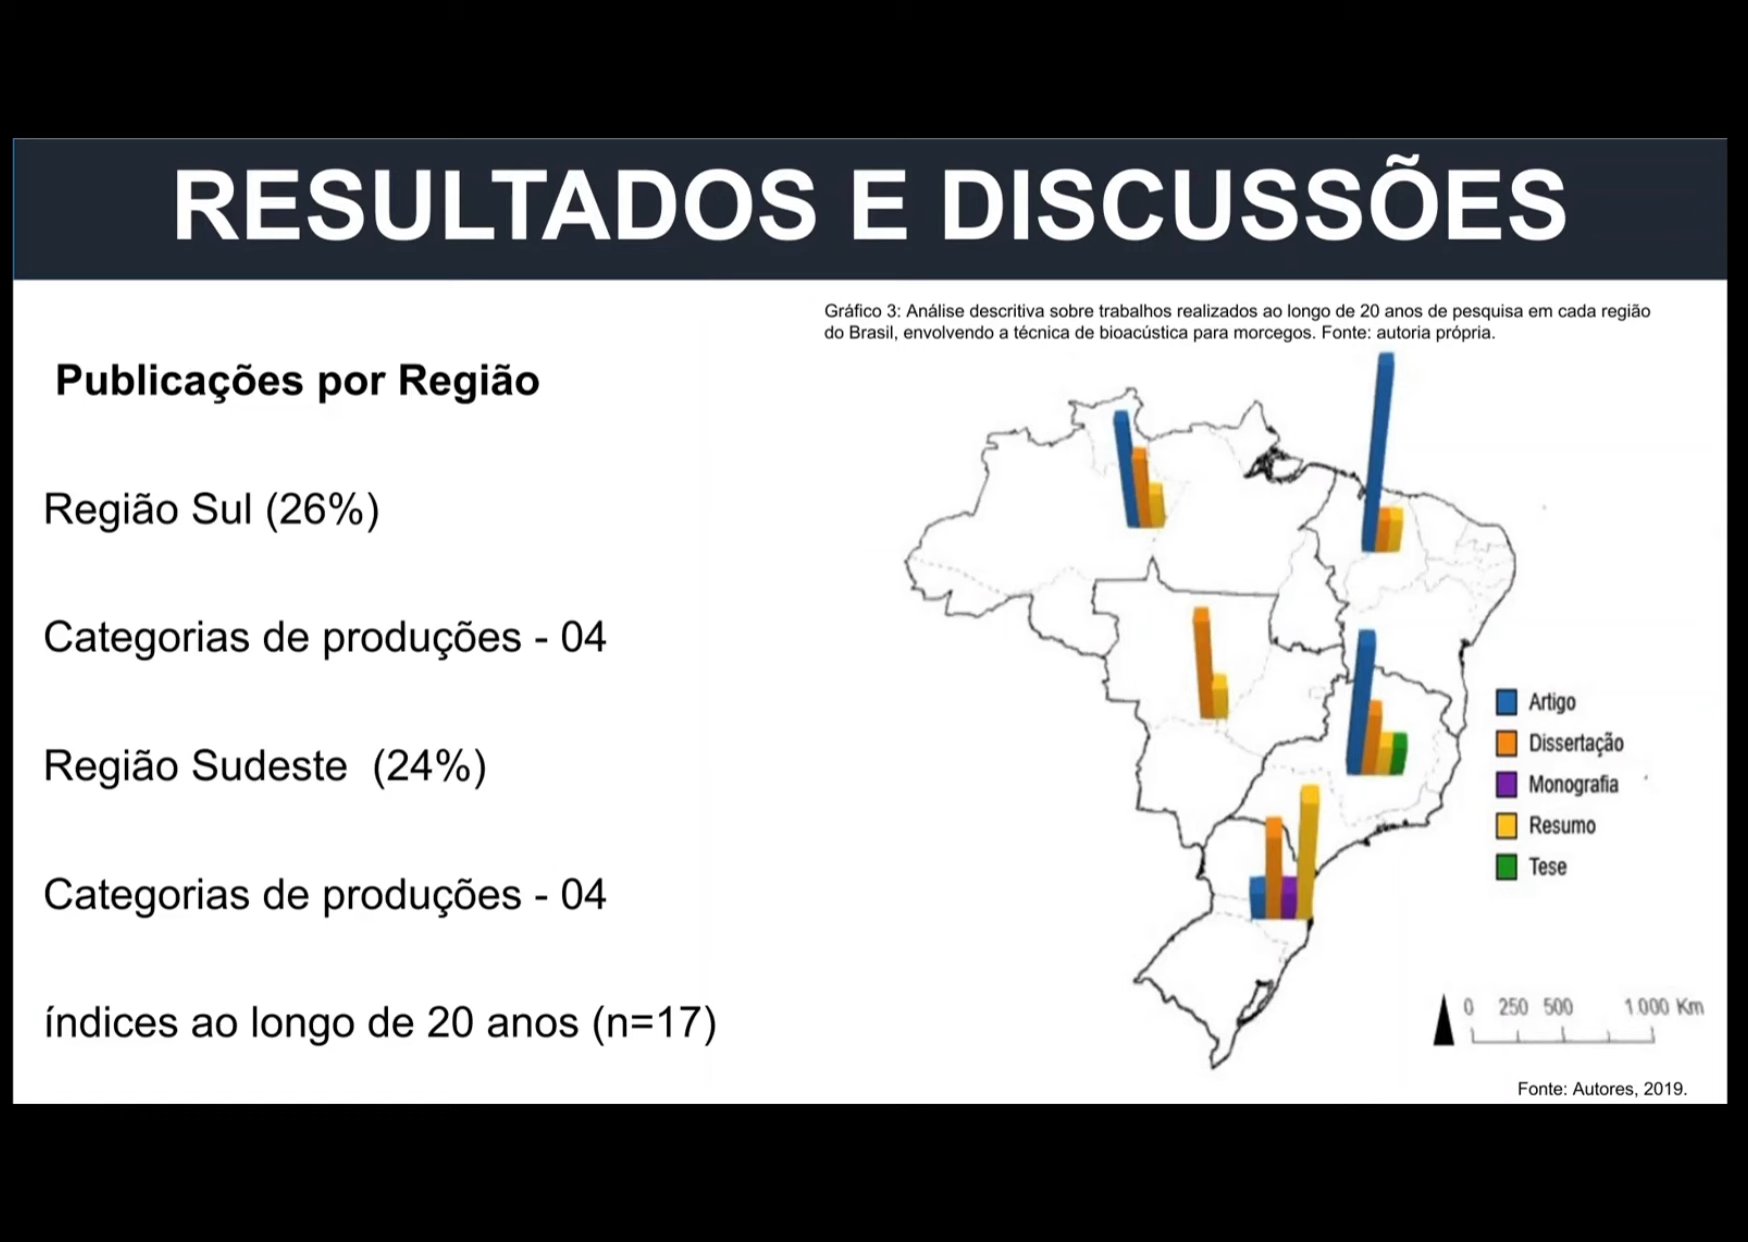 RESULTADOS E DISCUSSÕES
Gráfico 3: Análise descritiva sobre trabalhos realizados ao longo de 20 anos de pesquisa em cada região
do Brasil, envolvendo a técnica de bioacústica para morcegos. Fonte: autoria própria.
Publicações por Região
Região Sul (26%)
Categorias de produções - 04
Região Sudeste (24%)
Categorias de produções - 04
índices ao longo de 20 anos (n=17)
Artigo
Dissertação
Monografia
Resumo
Tese
0 250 500 1 000 Km
Fonte: Autores, 2019.